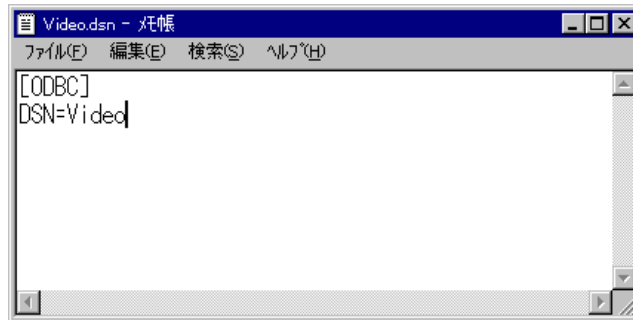 Video.dsn - ﾒﾓ帳
ﾌｧｲﾙ(F) 編集(E) 検索(S) ﾍﾙﾌﾟ(H)
[ODBC]
DSN=Video